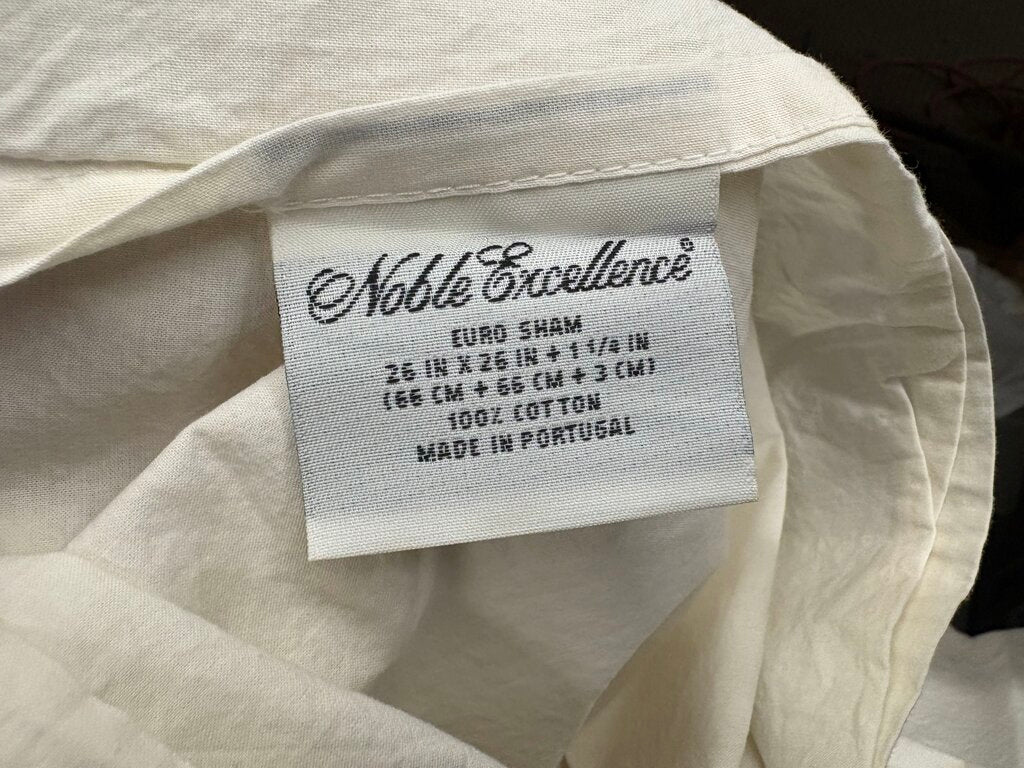 Noble Excellence®
EURO SHAM
26 IN X 26 IN + 1 1/4 IN
(66 CM + 66 CM + 3 CM)
100% COTTON
MADE IN PORTUGAL